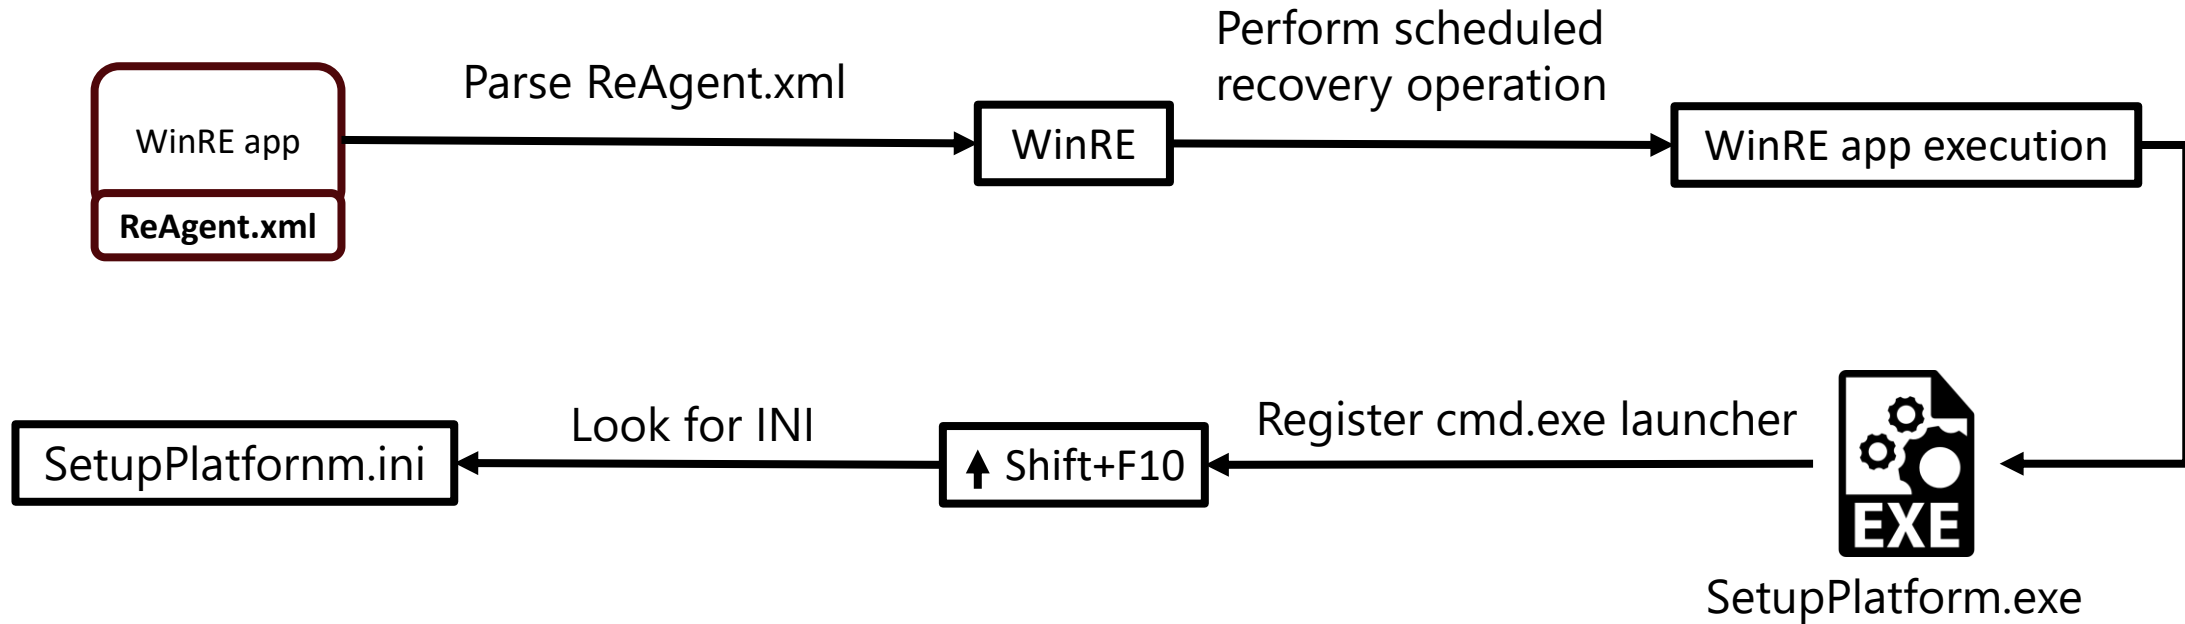 Perform scheduled
recovery operation
Parse ReAgent.xml
WinRE app
ReAgent.xml
WinRE
WinRE app execution
SetupPlatfornm.ini
Look for INI
Shift+F10
Register cmd.exe launcher
EXE
SetupPlatform.exe